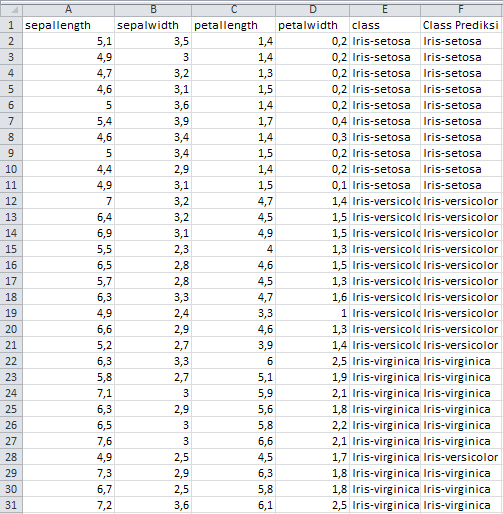 A B C D E F
1 sepallength sepalwidth petallength petalwidth class Class Prediksi
2 5,1 3,5 1,4 0,2 Iris-setosa Iris-setosa
3 4,9 3 1,4 0,2 Iris-setosa Iris-setosa
4 4,7 3,2 1,3 0,2 Iris-setosa Iris-setosa
5 4,6 3,1 1,5 0,2 Iris-setosa Iris-setosa
6 5 3,6 1,4 0,2 Iris-setosa Iris-setosa
7 5,4 3,9 1,7 0,4 Iris-setosa Iris-setosa
8 4,6 3,4 1,4 0,3 Iris-setosa Iris-setosa
9 5 3,4 1,5 0,2 Iris-setosa Iris-setosa
10 4,4 2,9 1,4 0,2 Iris-setosa Iris-setosa
11 4,9 3,1 1,5 0,1 Iris-setosa Iris-setosa
12 7 3,2 4,7 1,4 Iris-versicolo Iris-versicolor
13 6,4 3,2 4,5 1,5 Iris-versicolo Iris-versicolor
14 6,9 3,1 4,9 1,5 Iris-versicolo Iris-versicolor
15 5,5 2,3 4 1,3 Iris-versicolo Iris-versicolor
16 6,5 2,8 4,6 1,5 Iris-versicolo Iris-versicolor
17 5,7 2,8 4,5 1,3 Iris-versicolo Iris-versicolor
18 6,3 3,3 4,7 1,6 Iris-versicolo Iris-versicolor
19 4,9 2,4 3,3 1 Iris-versicolo Iris-versicolor
20 6,6 2,9 4,6 1,3 Iris-versicolo Iris-versicolor
21 5,2 2,7 3,9 1,4 Iris-versicolo Iris-versicolor
22 6,3 3,3 6 2,5 Iris-virginica Iris-virginica
23 5,8 2,7 5,1 1,9 Iris-virginica Iris-virginica
24 7,1 3 5,9 2,1 Iris-virginica Iris-virginica
25 6,3 2,9 5,6 1,8 Iris-virginica Iris-virginica
26 6,5 3 5,8 2,2 Iris-virginica Iris-virginica
27 7,6 3 6,6 2,1 Iris-virginica Iris-virginica
28 4,9 2,5 4,5 1,7 Iris-virginica Iris-versicolor
29 7,3 2,9 6,3 1,8 Iris-virginica Iris-virginica
30 6,7 2,5 5,8 1,8 Iris-virginica Iris-virginica
31 7,2 3,6 6,1 2,5 Iris-virginica Iris-virginica